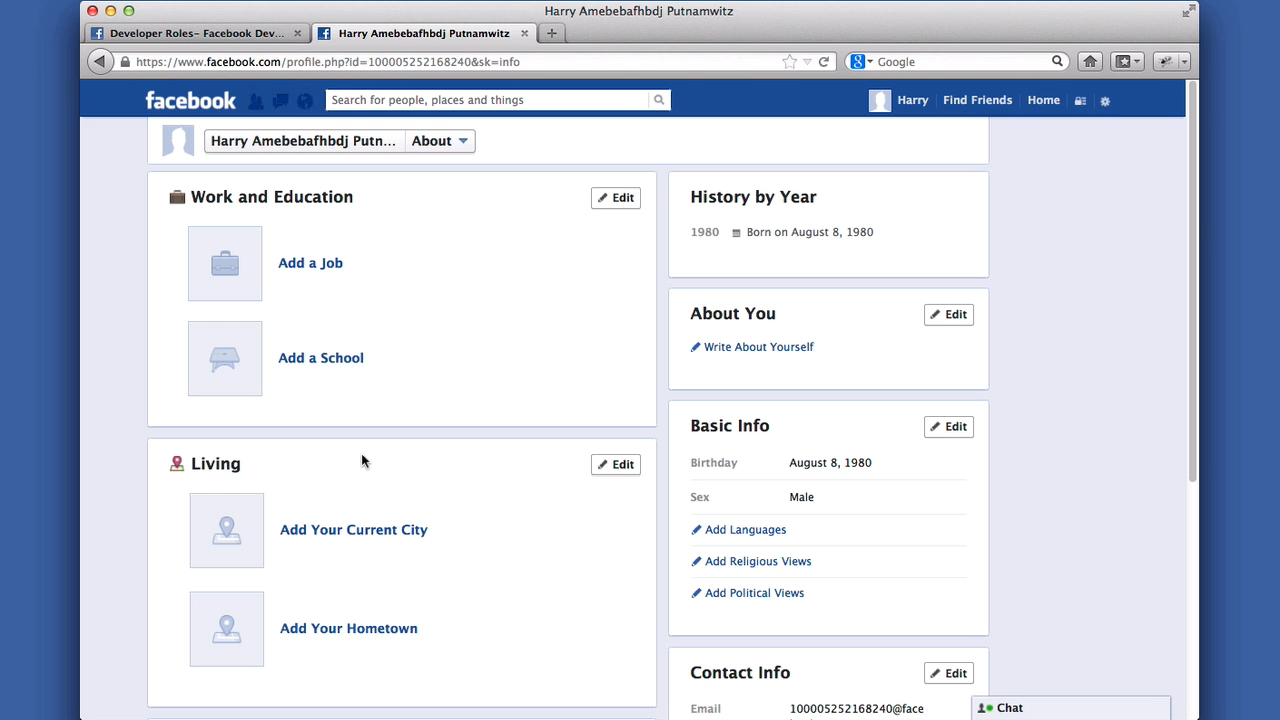 Harry Amebebafhbdj Putnamwitz
Developer Roles- Facebook Dev...
Harry Amebebafhbdj Putnamwitz
https://www.facebook.com/profile.php?id=100005252168240&sk=info
Google
facebook
Search for people, places and things
Harry
Find Friends
Home
Harry Amebebafhbdj Putn...
About
Work and Education
Edit
Add a Job
Add a School
Living
Edit
Add Your Current City
Add Your Hometown
History by Year
1980 Born on August 8, 1980
About You
Edit
Write About Yourself
Basic Info
Edit
Birthday August 8, 1980
Sex Male
Add Languages
Add Religious Views
Add Political Views
Contact Info
Edit
Email 100005252168240@face
Chat